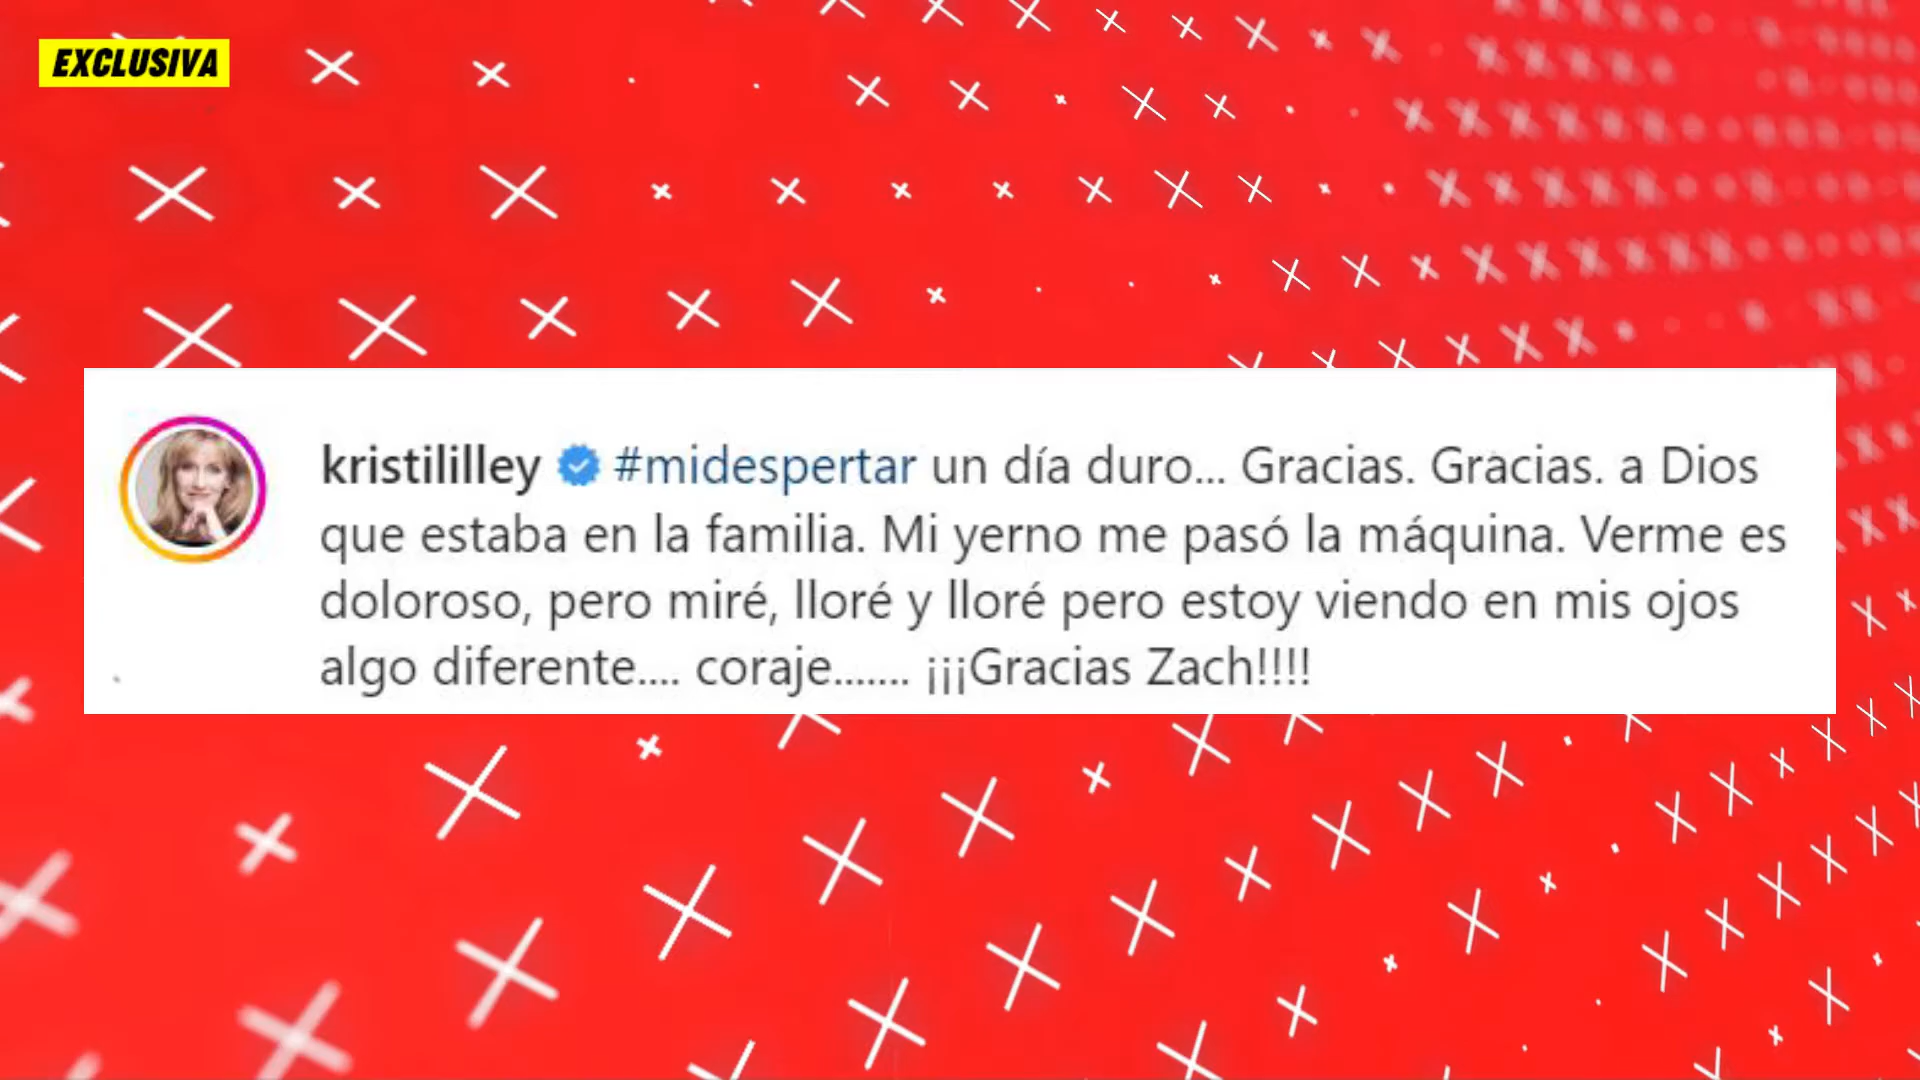 EXCLUSIVA
kristililley #midespertar un día duro... Gracias. Gracias. a Dios
que estaba en la familia. Mi yerno me pasó la máquina. Verme es
doloroso, pero miré, lloré y lloré pero estoy viendo en mis ojos
algo diferente.... coraje....... ¡¡¡Gracias Zach!!!!